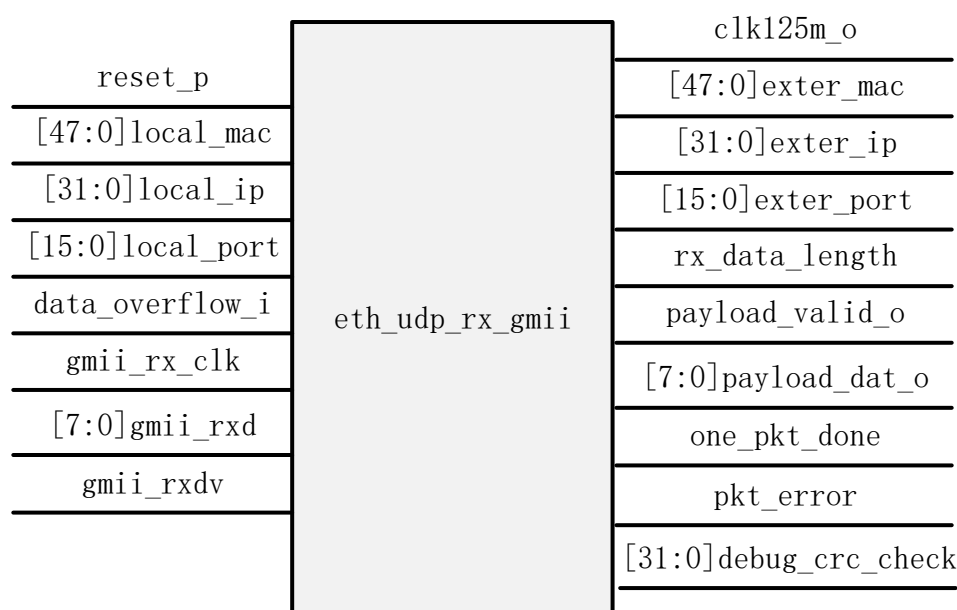 reset_p
[47:0]local_mac
[31:0]local_ip
[15:0]local_port
data_overflow_i
gmii_rx_clk
[7:0]gmii_rxd
gmii_rxdv
eth_udp_rx_gmii
clk125m_o
[47:0]exter_mac
[31:0]exter_ip
[15:0]exter_port
rx_data_length
payload_valid_o
[7:0]payload_dat_o
one_pkt_done
pkt_error
[31:0]debug_crc_check